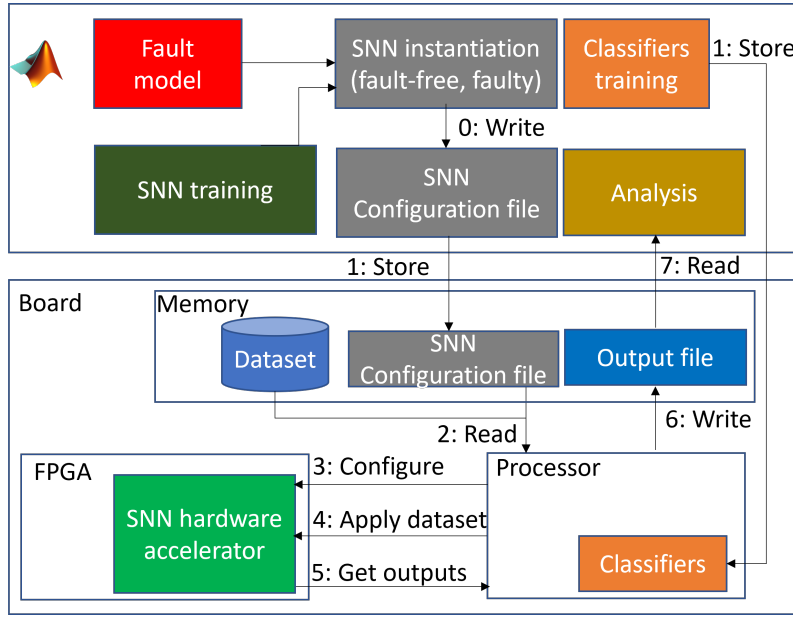 Fault
model
SNN instantiation
(fault-free, faulty)
Classifiers
training
1: Store
0: Write
SNN training
SNN
Configuration file
Analysis
1: Store
7: Read
Board
Memory
Dataset
SNN
Configuration file
Output file
2: Read
6: Write
FPGA
3: Configure
Processor
SNN hardware
accelerator
4: Apply dataset
Classifiers
5: Get outputs